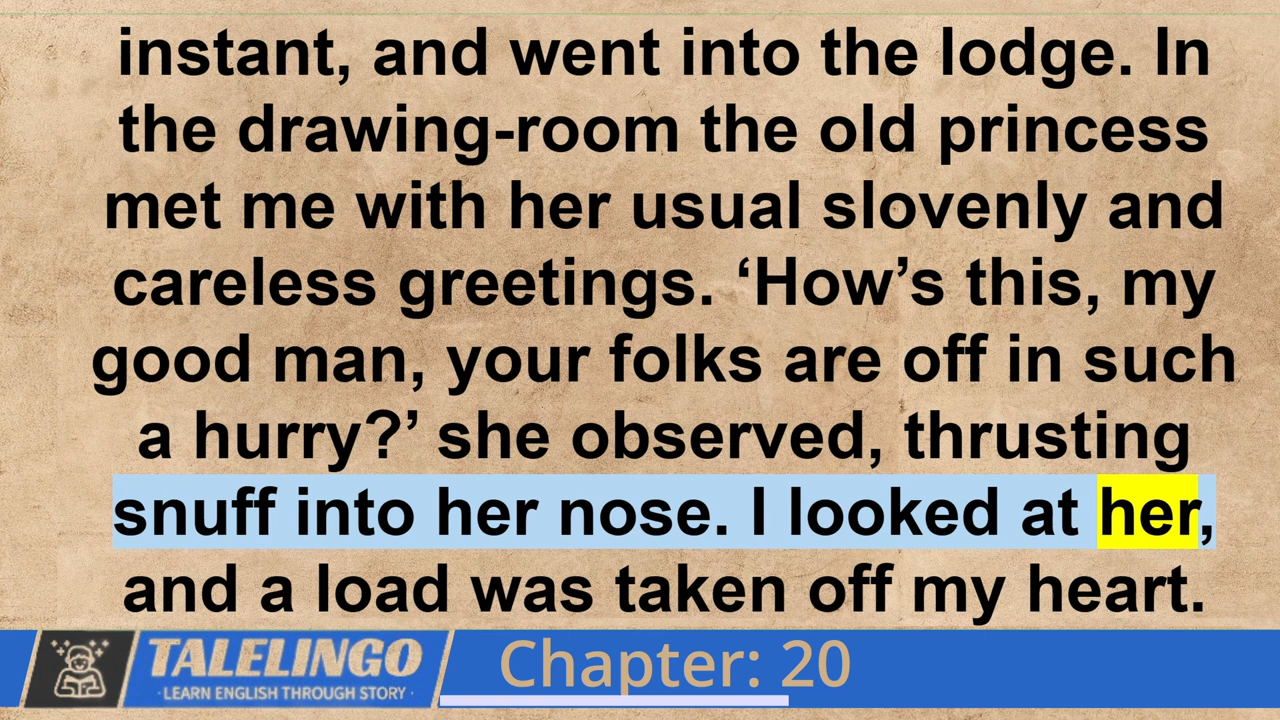 instant, and went into the lodge. In
the drawing-room the old princess
met me with her usual slovenly and
careless greetings. ‘How’s this, my
good man, your folks are off in such
a hurry?’ she observed, thrusting
snuff into her nose. I looked at her,
and a load was taken off my heart.
TALELINGO
· LEARN ENGLISH THROUGH STORY ·
Chapter: 20